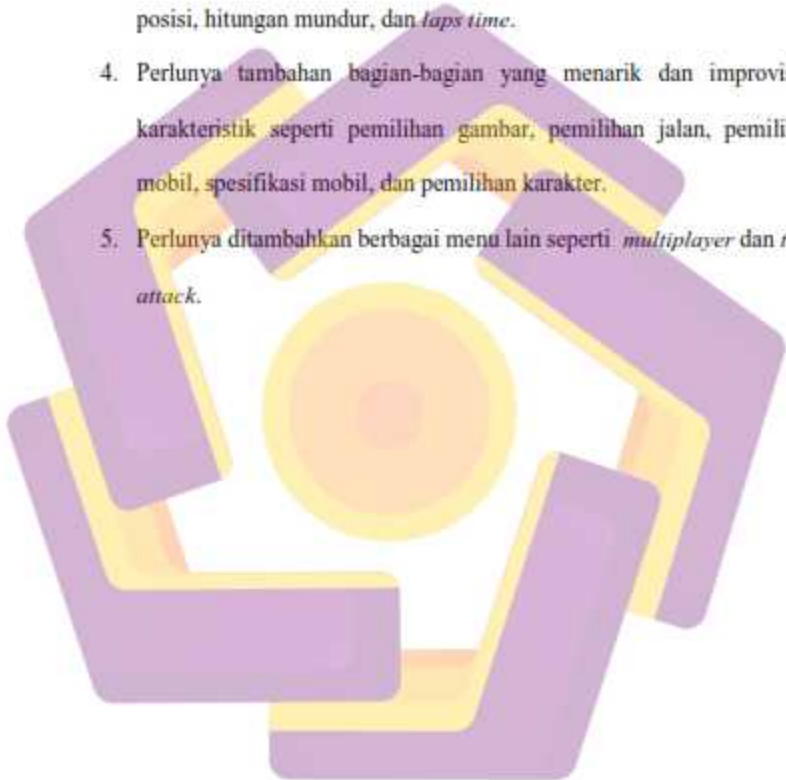 posisi, hitungan mundur, dan laps time.
4. Perlunya tambahan bagian-bagian yang menarik dan improvis
karakteristik seperti pemilihan gambar, pemilihan jalan, pemili
mobil, spesifikasi mobil, dan pemilihan karakter.
5. Perlunya ditambahkan berbagai menu lain seperti multiplayer dan t
attack.